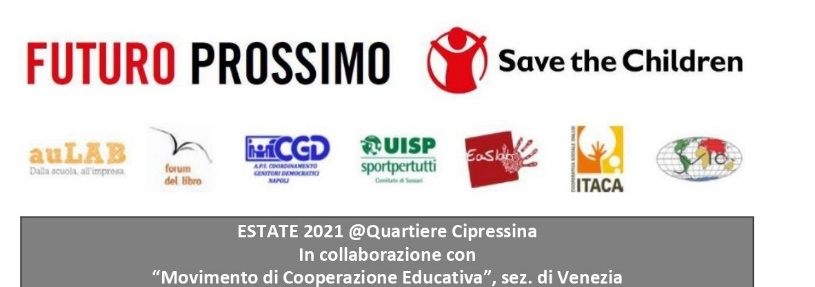 FUTURO PROSSIMO
Save the Children
auLAB
Dalla scuola, all'impresa.
forum
del libro
CGD
A.P.S. COORDINAMENTO
GENITORI DEMOCRATICI
NAPOLI
UISP
sportpertutti
Comitato di Sassari
EaSlab
ITACA
ESTATE 2021 @Quartiere Cipressina
In collaborazione con
“Movimento di Cooperazione Educativa”, sez. di Venezia